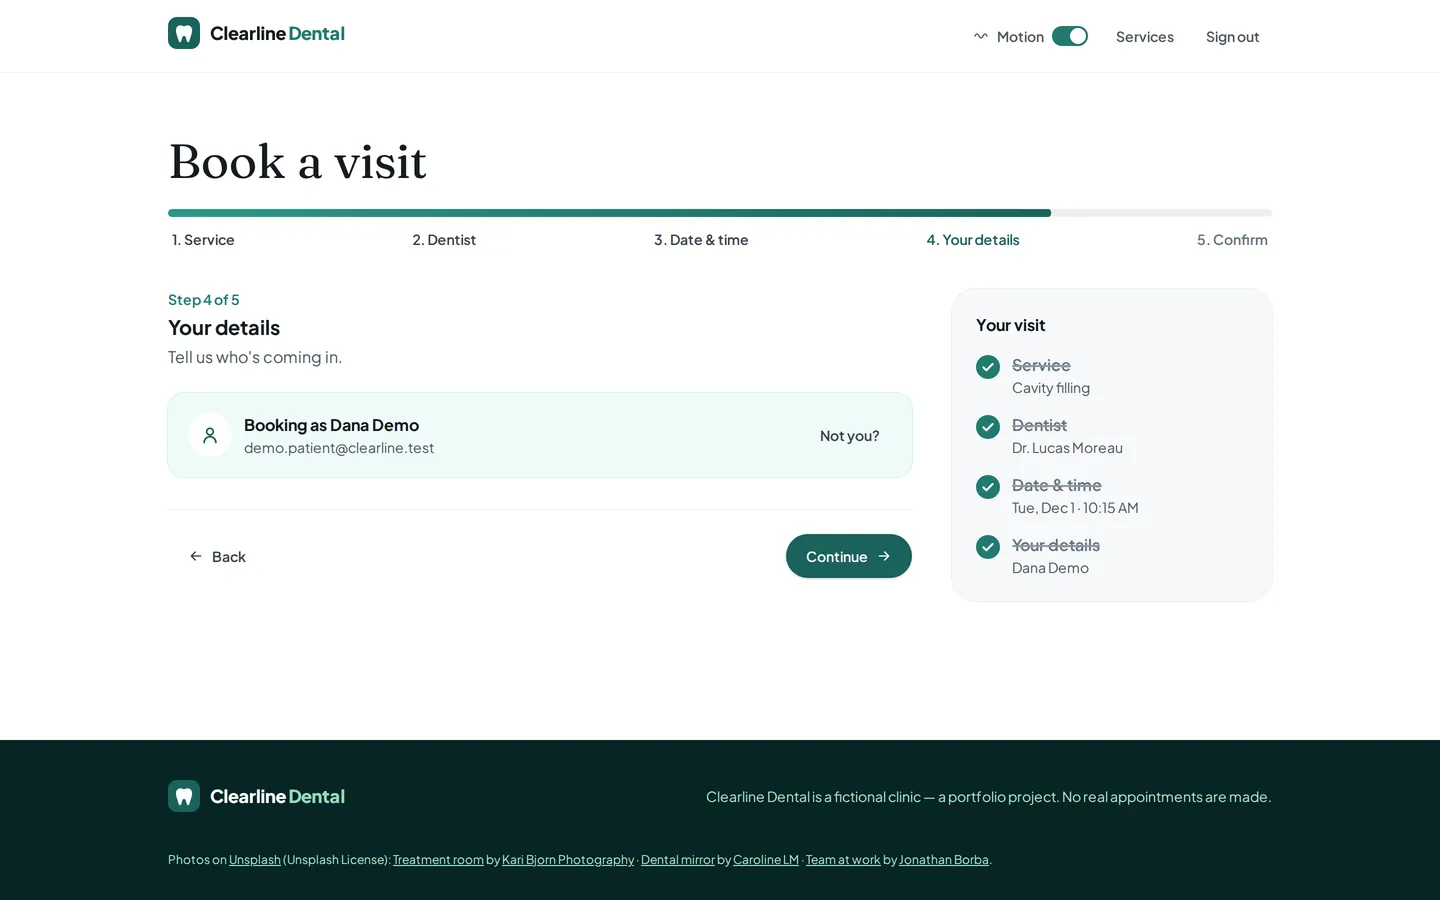 Clearline Dental
Motion
Services
Sign out
Book a visit
1. Service
2. Dentist
3. Date & time
4. Your details
5. Confirm
Step 4 of 5
Your details
Tell us who's coming in.
Booking as Dana Demo
demo.patient@clearline.test
Not you?
Back
Continue
Your visit
Service
Cavity filling
Dentist
Dr. Lucas Moreau
Date & time
Tue, Dec 1 · 10:15 AM
Your details
Dana Demo
Clearline Dental
Clearline Dental is a fictional clinic — a portfolio project. No real appointments are made.
Photos on Unsplash (Unsplash License): Treatment room by Kari Bjorn Photography · Dental mirror by Caroline LM · Team at work by Jonathan Borba.